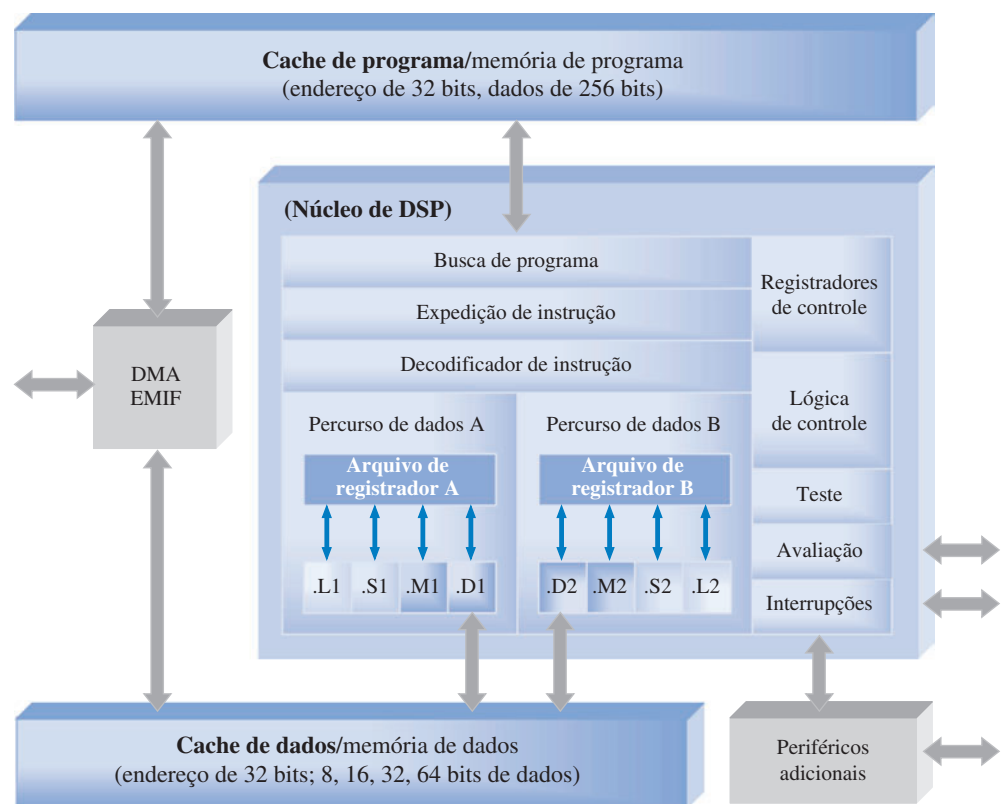 Cache de programa/memória de programa
(endereço de 32 bits, dados de 256 bits)
(Núcleo de DSP)
Busca de programa
Expedição de instrução
Decodificador de instrução
Registradores
de controle
Lógica
de controle
Teste
Avaliação
Interrupções
DMA
EMIF
Percurso de dados A
Arquivo de
registrador A
.L1 .S1 .M1 .D1
Percurso de dados B
Arquivo de
registrador B
.D2 .M2 .S2 .L2
Cache de dados/memória de dados
(endereço de 32 bits; 8, 16, 32, 64 bits de dados)
Periféricos
adicionais